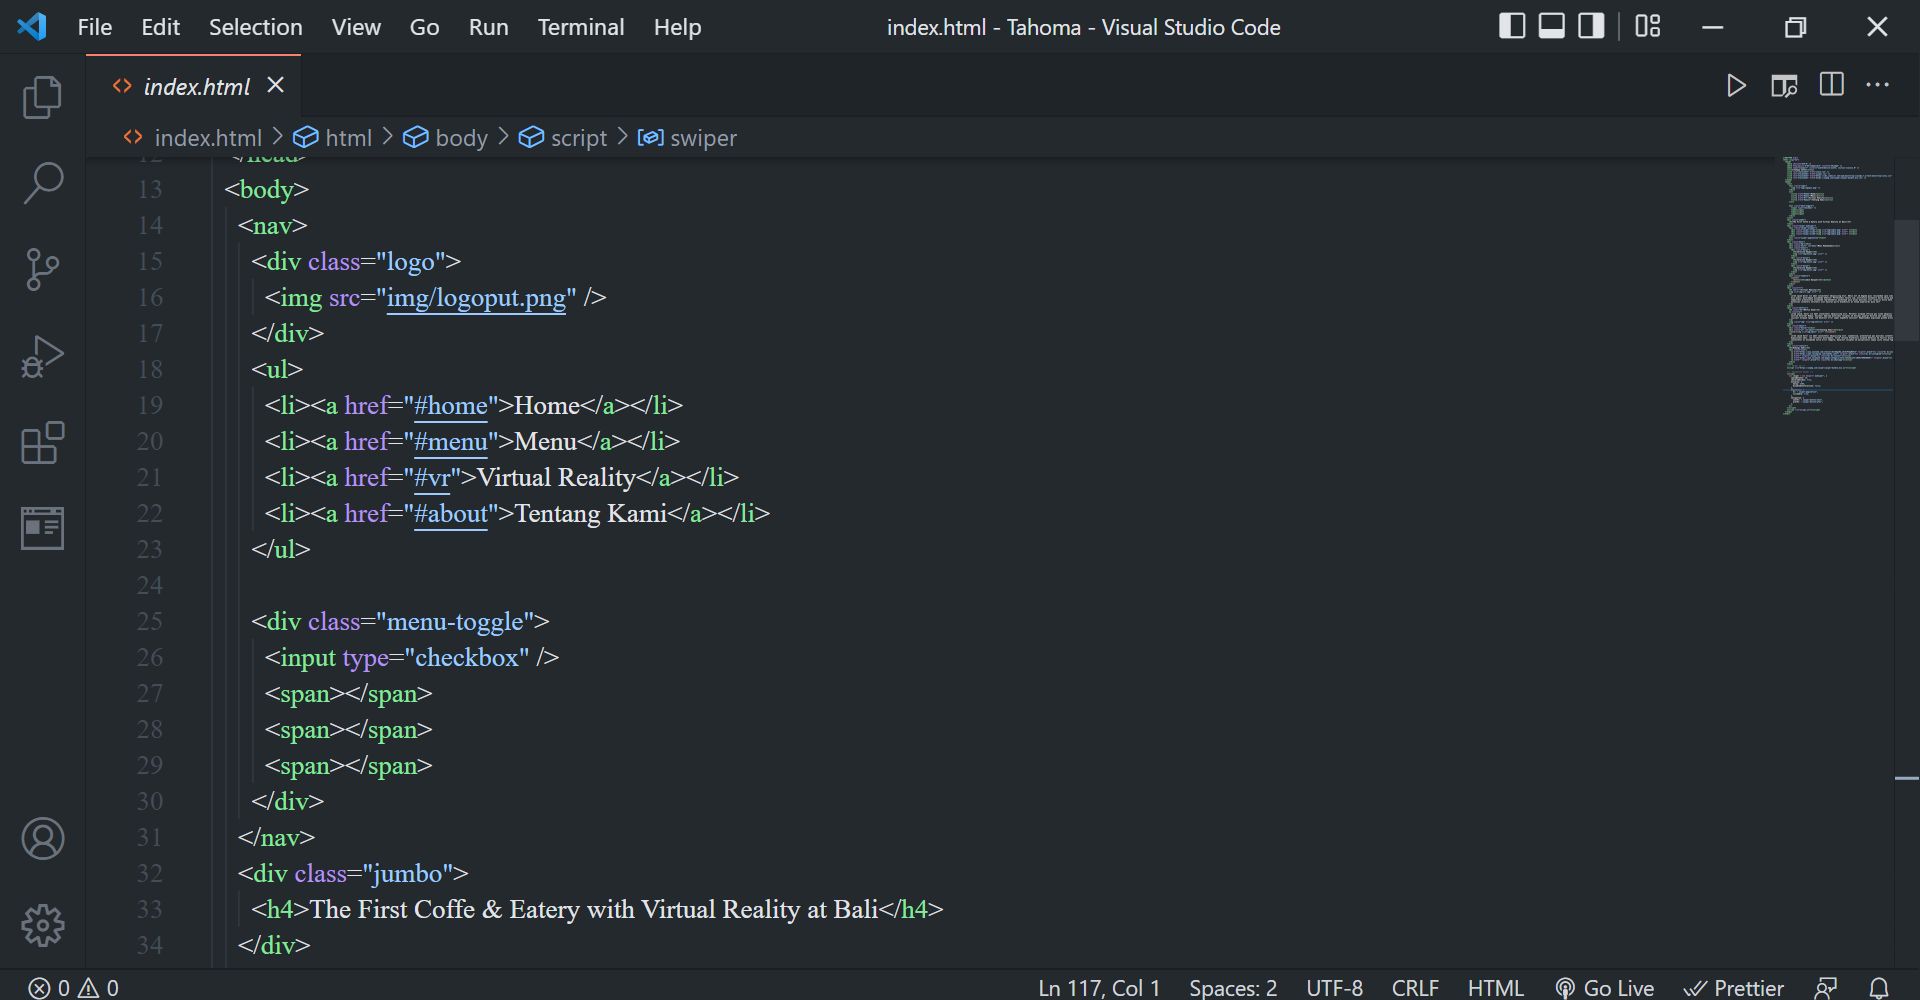 File Edit Selection View Go Run Terminal Help index.html - Tahoma - Visual Studio Code
index.html
index.html > html > body > script > swiper
12 </head>
13 <body>
14 <nav>
15 <div class="logo">
16 <img src="img/logoput.png" />
17 </div>
18 <ul>
19 <li><a href="#home">Home</a></li>
20 <li><a href="#menu">Menu</a></li>
21 <li><a href="#vr">Virtual Reality</a></li>
22 <li><a href="#about">Tentang Kami</a></li>
23 </ul>
24
25 <div class="menu-toggle">
26 <input type="checkbox" />
27 <span></span>
28 <span></span>
29 <span></span>
30 </div>
31 </nav>
32 <div class="jumbo">
33 <h4>The First Coffe & Eatery with Virtual Reality at Bali</h4>
34 </div>
0 0 Ln 117, Col 1 Spaces: 2 UTF-8 CRLF HTML Go Live Prettier